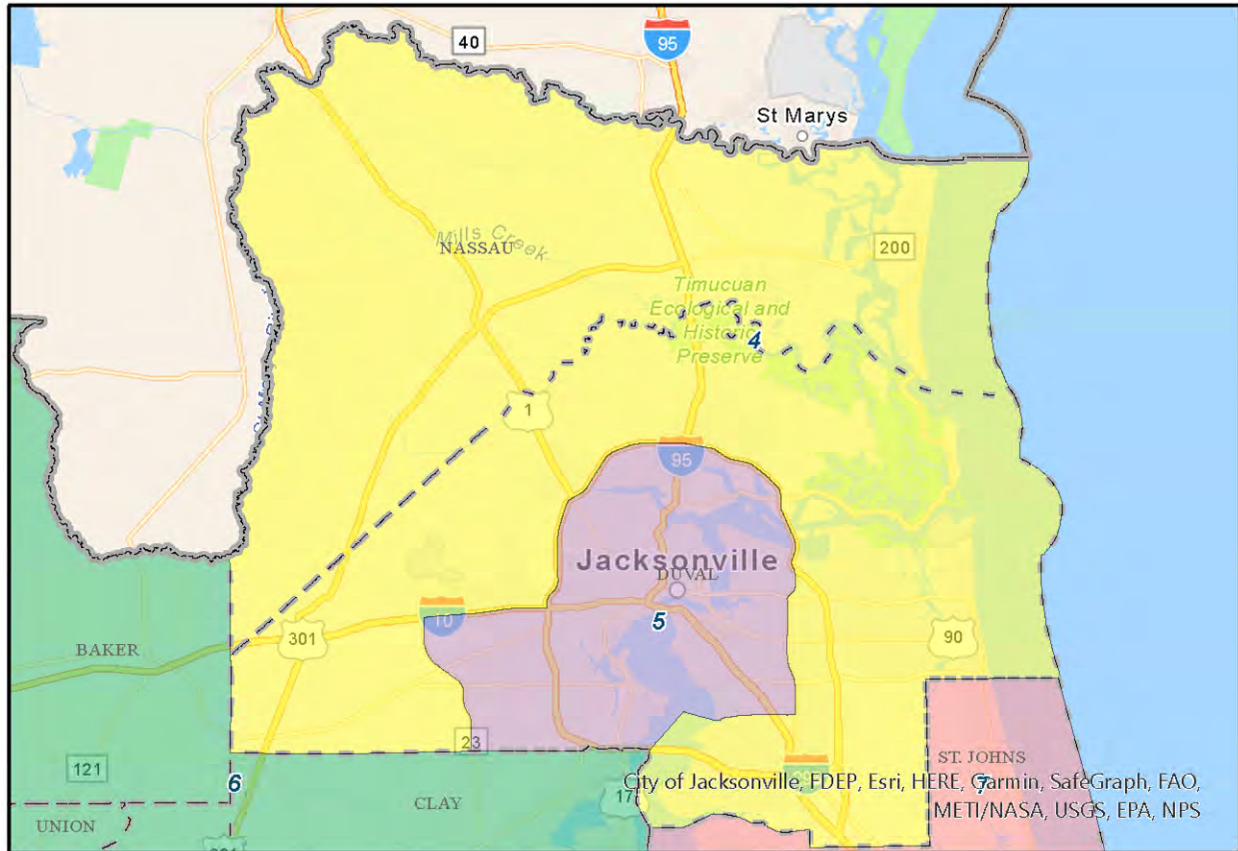 40
95
St Marys
Mills Creek
NASSAU
200
Timucuan
Ecological and
Historic
Preserve
4
1
95
Jacksonville
DUVAL
10
5
301
90
BAKER
23
ST. JOHNS
121
6
7
City of Jacksonville, FDEP, Esri, HERE, Garmin, SafeGraph, FAO,
17
METI/NASA, USGS, EPA, NPS
CLAY
UNION
301